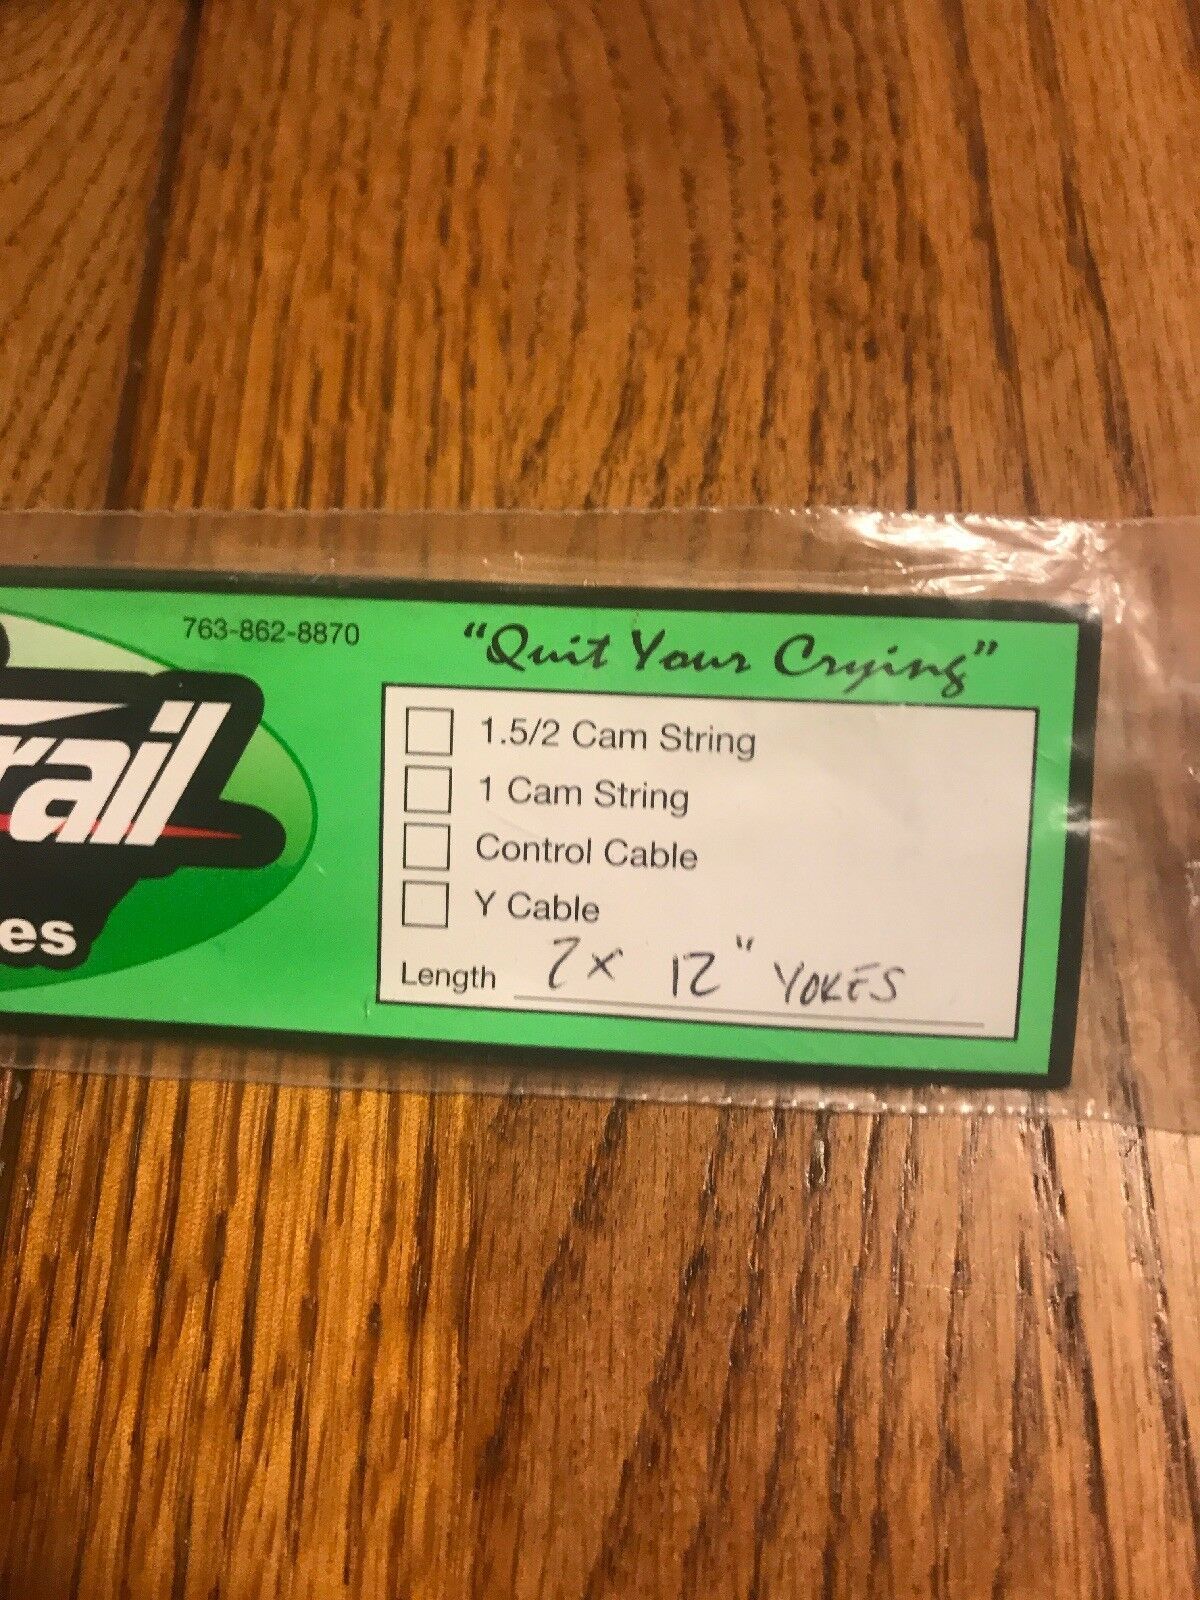 763-862-8870
"Quit Your Crying"
rail
es
1.5/2 Cam String
1 Cam String
Control Cable
Y Cable
Length 2x 12" YOKES